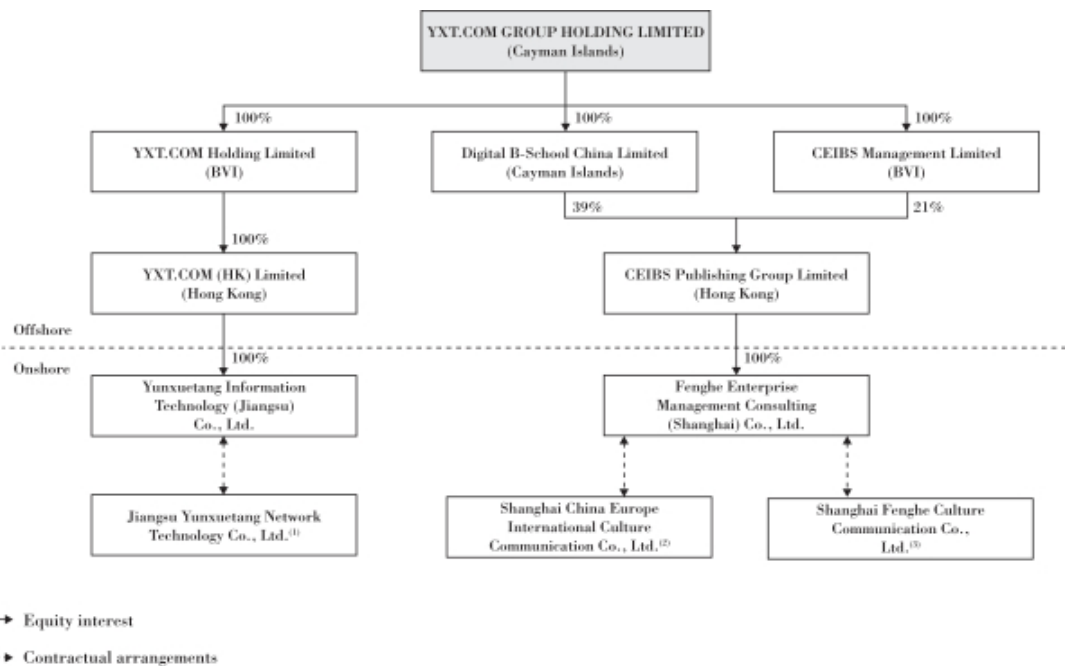 YXT.COM GROUP HOLDING LIMITED
(Cayman Islands)
100%
100%
100%
YXT.COM Holding Limited
(BVI)
Digital B-School China Limited
(Cayman Islands)
CEIBS Management Limited
(BVI)
39%
21%
100%
YXT.COM (HK) Limited
(Hong Kong)
CEIBS Publishing Group Limited
(Hong Kong)
Offshore
Onshore
100%
100%
Yunxuetang Information
Technology (Jiangsu)
Co., Ltd.
Fenghe Enterprise
Management Consulting
(Shanghai) Co., Ltd.
Jiangsu Yunxuetang Network
Technology Co., Ltd.(1)
Shanghai China Europe
International Culture
Communication Co., Ltd.(2)
Shanghai Fenghe Culture
Communication Co.,
Ltd.(3)
Equity interest
Contractual arrangements